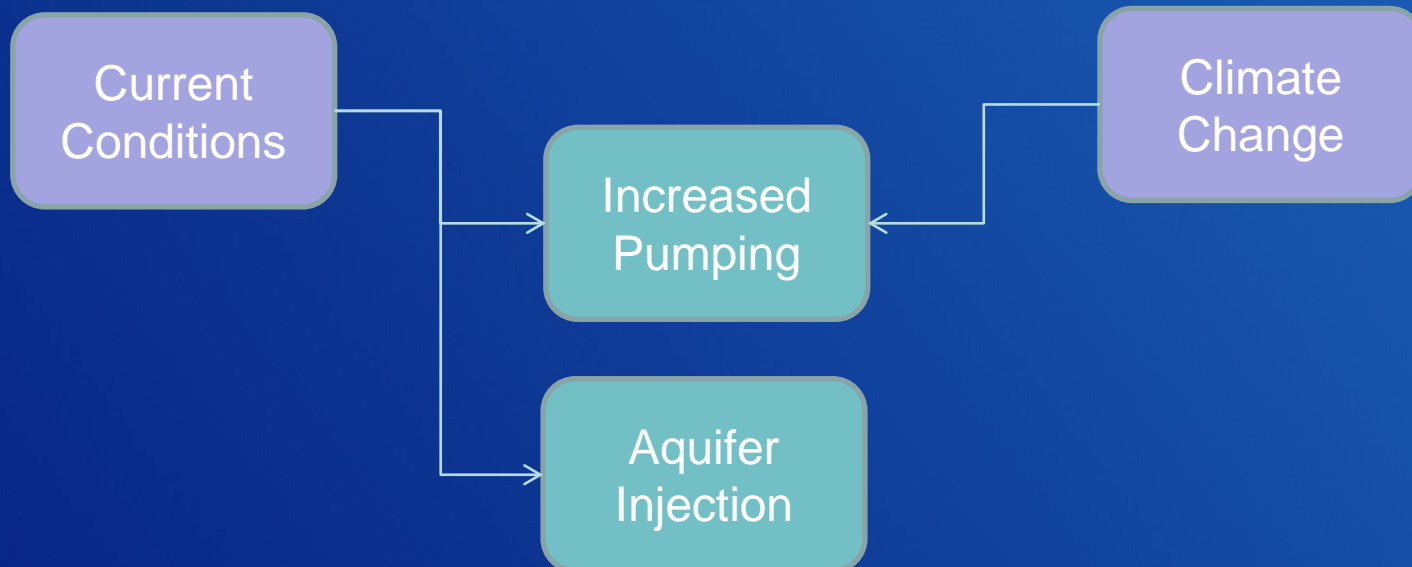 Current
Conditions
Climate
Change
Increased
Pumping
Aquifer
Injection